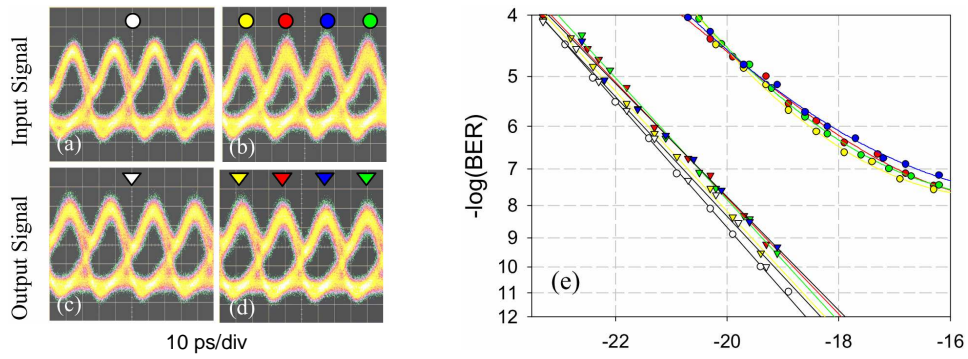 Input Signal
Output Signal
(a)
(b)
(c)
(d)
10 ps/div
-log(BER)
4
5
6
7
8
9
10
11
12
(e)
-22
-20
-18
-16